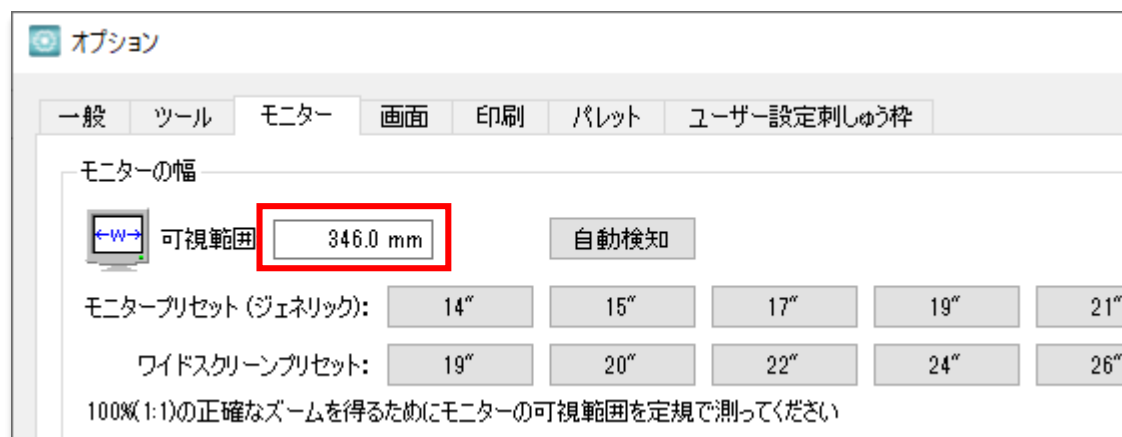 オプション
一般 ツール モニター 画面 印刷 パレット ユーザー設定刺しゅう枠
モニターの幅
←W→ 可視範囲 346.0 mm 自動検知
モニタープリセット (ジェネリック): 14″ 15″ 17″ 19″ 21″
ワイドスクリーンプリセット: 19″ 20″ 22″ 24″ 26″
100%(1:1)の正確なズームを得るためにモニターの可視範囲を定規で測ってください